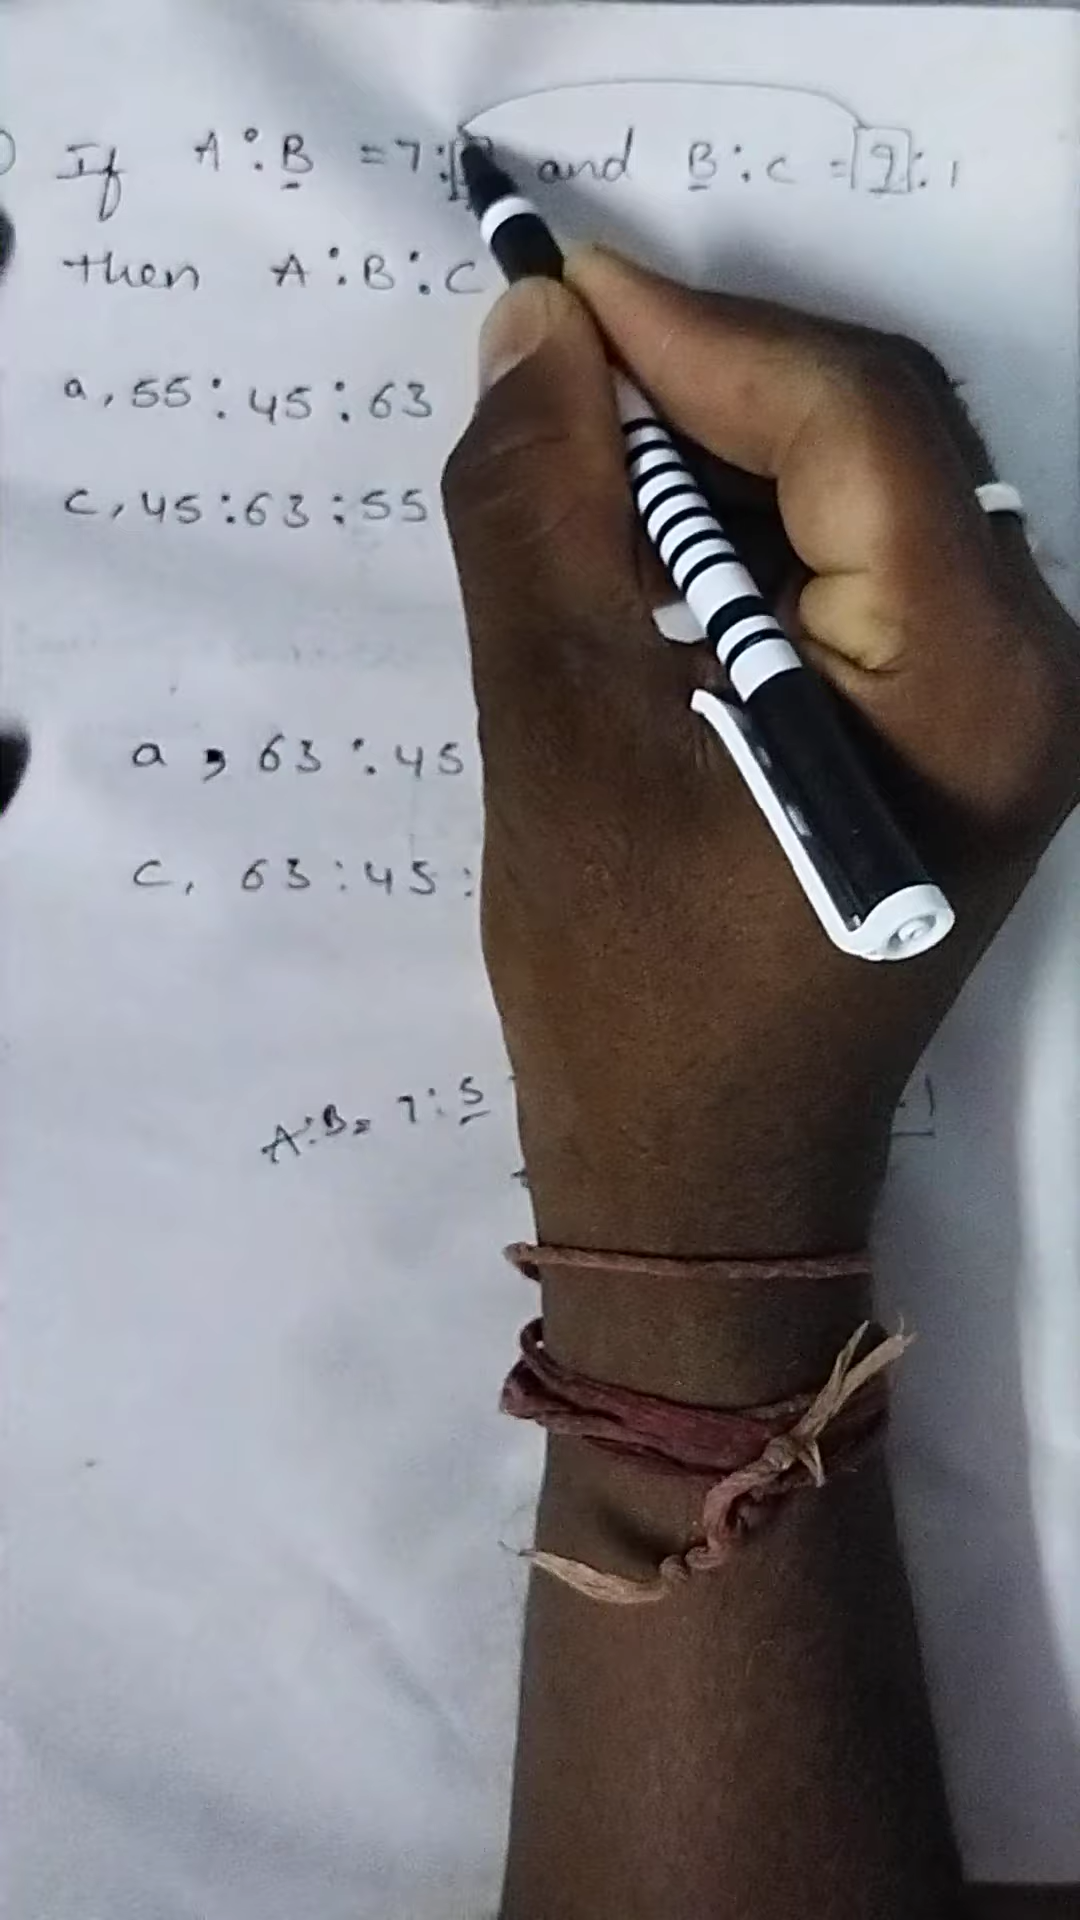 If A:B =7: and B:C =9:1
then A:B:C
a, 55:45:63
c, 45:63:55
a, 63:45
c, 63:45:
A:B= 7:5